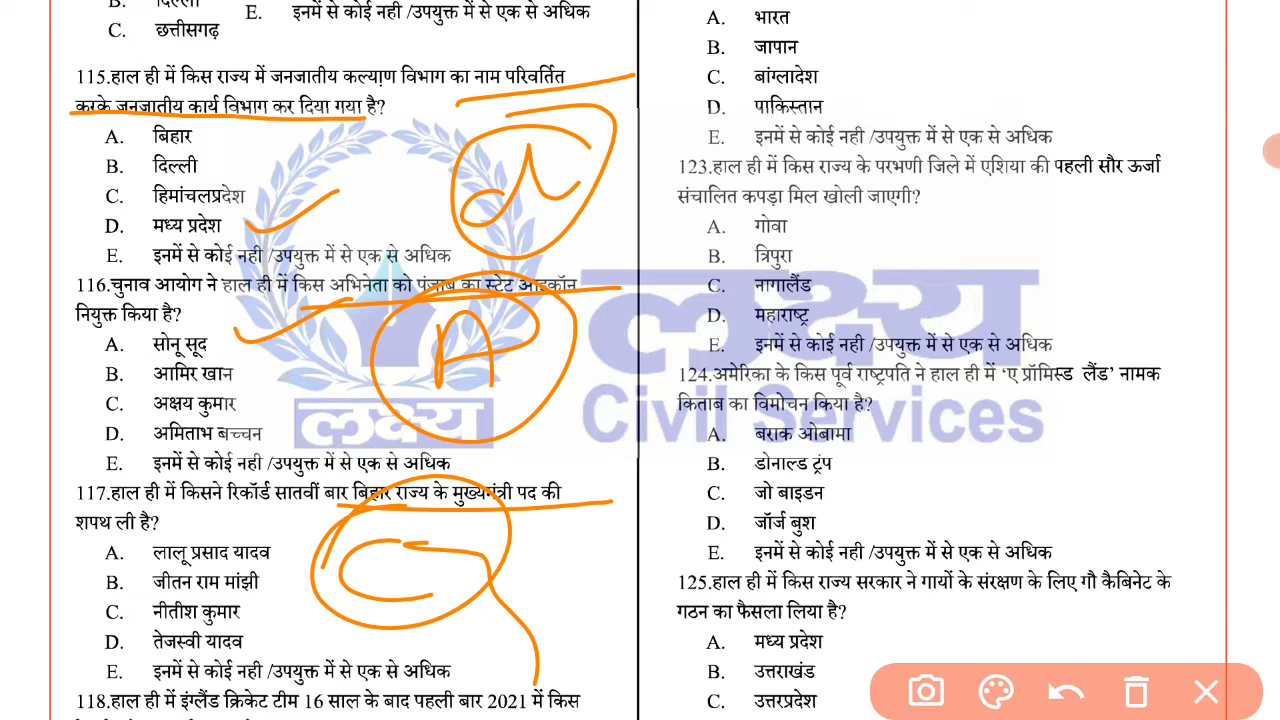 B. दिल्ली
E. इनमें से कोई नही /उपयुक्त में से एक से अधिक
C. छत्तीसगढ़
115.हाल ही में किस राज्य में जनजातीय कल्याण विभाग का नाम परिवर्तित
करके जनजातीय कार्य विभाग कर दिया गया है?
A. बिहार
B. दिल्ली
C. हिमांचलप्रदेश
D. मध्य प्रदेश
E. इनमें से कोई नही /उपयुक्त में से एक से अधिक
116.चुनाव आयोग ने हाल ही में किस अभिनेता को पंजाब का स्टेट आइकॉन
नियुक्त किया है?
A. सोनू सूद
B. आमिर खान
C. अक्षय कुमार
D. अमिताभ बच्चन
E. इनमें से कोई नही /उपयुक्त में से एक से अधिक
117.हाल ही में किसने रिकॉर्ड सातवीं बार बिहार राज्य के मुख्यमंत्री पद की
शपथ ली है?
A. लालू प्रसाद यादव
B. जीतन राम मांझी
C. नीतीश कुमार
D. तेजस्वी यादव
E. इनमें से कोई नही /उपयुक्त में से एक से अधिक
118.हाल ही में इंग्लैंड क्रिकेट टीम 16 साल के बाद पहली बार 2021 में किस
A. भारत
B. जापान
C. बांग्लादेश
D. पाकिस्तान
E. इनमें से कोई नही /उपयुक्त में से एक से अधिक
123.हाल ही में किस राज्य के परभणी जिले में एशिया की पहली सौर ऊर्जा
संचालित कपड़ा मिल खोली जाएगी?
A. गोवा
B. त्रिपुरा
C. नागालैंड
D. महाराष्ट्र
E. इनमें से कोई नही /उपयुक्त में से एक से अधिक
124.अमेरिका के किस पूर्व राष्ट्रपति ने हाल ही में ‘ए प्रॉमिस्ड लैंड’ नामक
किताब का विमोचन किया है?
A. बराक ओबामा
B. डोनाल्ड ट्रंप
C. जो बाइडन
D. जॉर्ज बुश
E. इनमें से कोई नही /उपयुक्त में से एक से अधिक
125.हाल ही में किस राज्य सरकार ने गायों के संरक्षण के लिए गौ कैबिनेट के
गठन का फैसला लिया है?
A. मध्य प्रदेश
B. उत्तराखंड
C. उत्तरप्रदेश
लक्ष्य
लक्ष्य
Civil Services